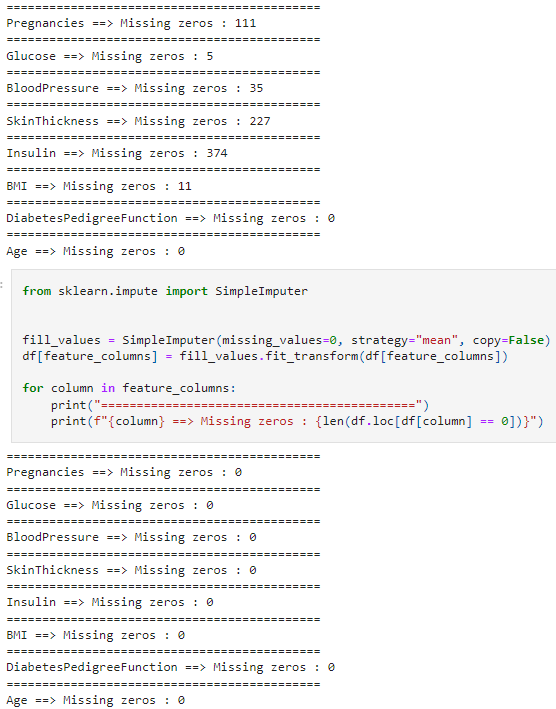 ============================================
Pregnancies ==> Missing zeros : 111
============================================
Glucose ==> Missing zeros : 5
============================================
BloodPressure ==> Missing zeros : 35
============================================
SkinThickness ==> Missing zeros : 227
============================================
Insulin ==> Missing zeros : 374
============================================
BMI ==> Missing zeros : 11
============================================
DiabetesPedigreeFunction ==> Missing zeros : 0
============================================
Age ==> Missing zeros : 0
:
from sklearn.impute import SimpleImputer
fill_values = SimpleImputer(missing_values=0, strategy="mean", copy=False)
df[feature_columns] = fill_values.fit_transform(df[feature_columns])
for column in feature_columns:
    print("============================================")
    print(f"{column} ==> Missing zeros : {len(df.loc[df[column] == 0])}")
============================================
Pregnancies ==> Missing zeros : 0
============================================
Glucose ==> Missing zeros : 0
============================================
BloodPressure ==> Missing zeros : 0
============================================
SkinThickness ==> Missing zeros : 0
============================================
Insulin ==> Missing zeros : 0
============================================
BMI ==> Missing zeros : 0
============================================
DiabetesPedigreeFunction ==> Missing zeros : 0
============================================
Age ==> Missing zeros : 0